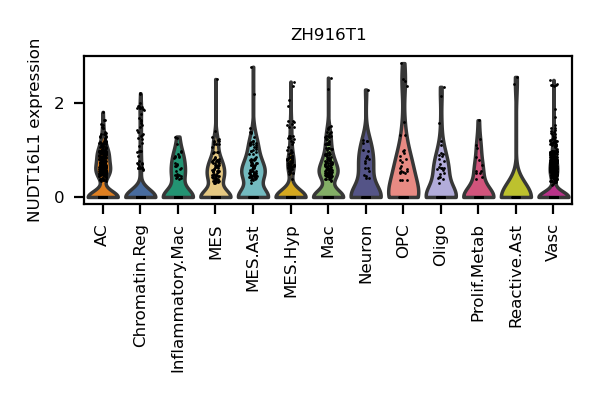 ZH916T1
NUDT16L1 expression
2
0
AC
Chromatin.Reg
Inflammatory.Mac
MES
MES.Ast
MES.Hyp
Mac
Neuron
OPC
Oligo
Prolif.Metab
Reactive.Ast
Vasc